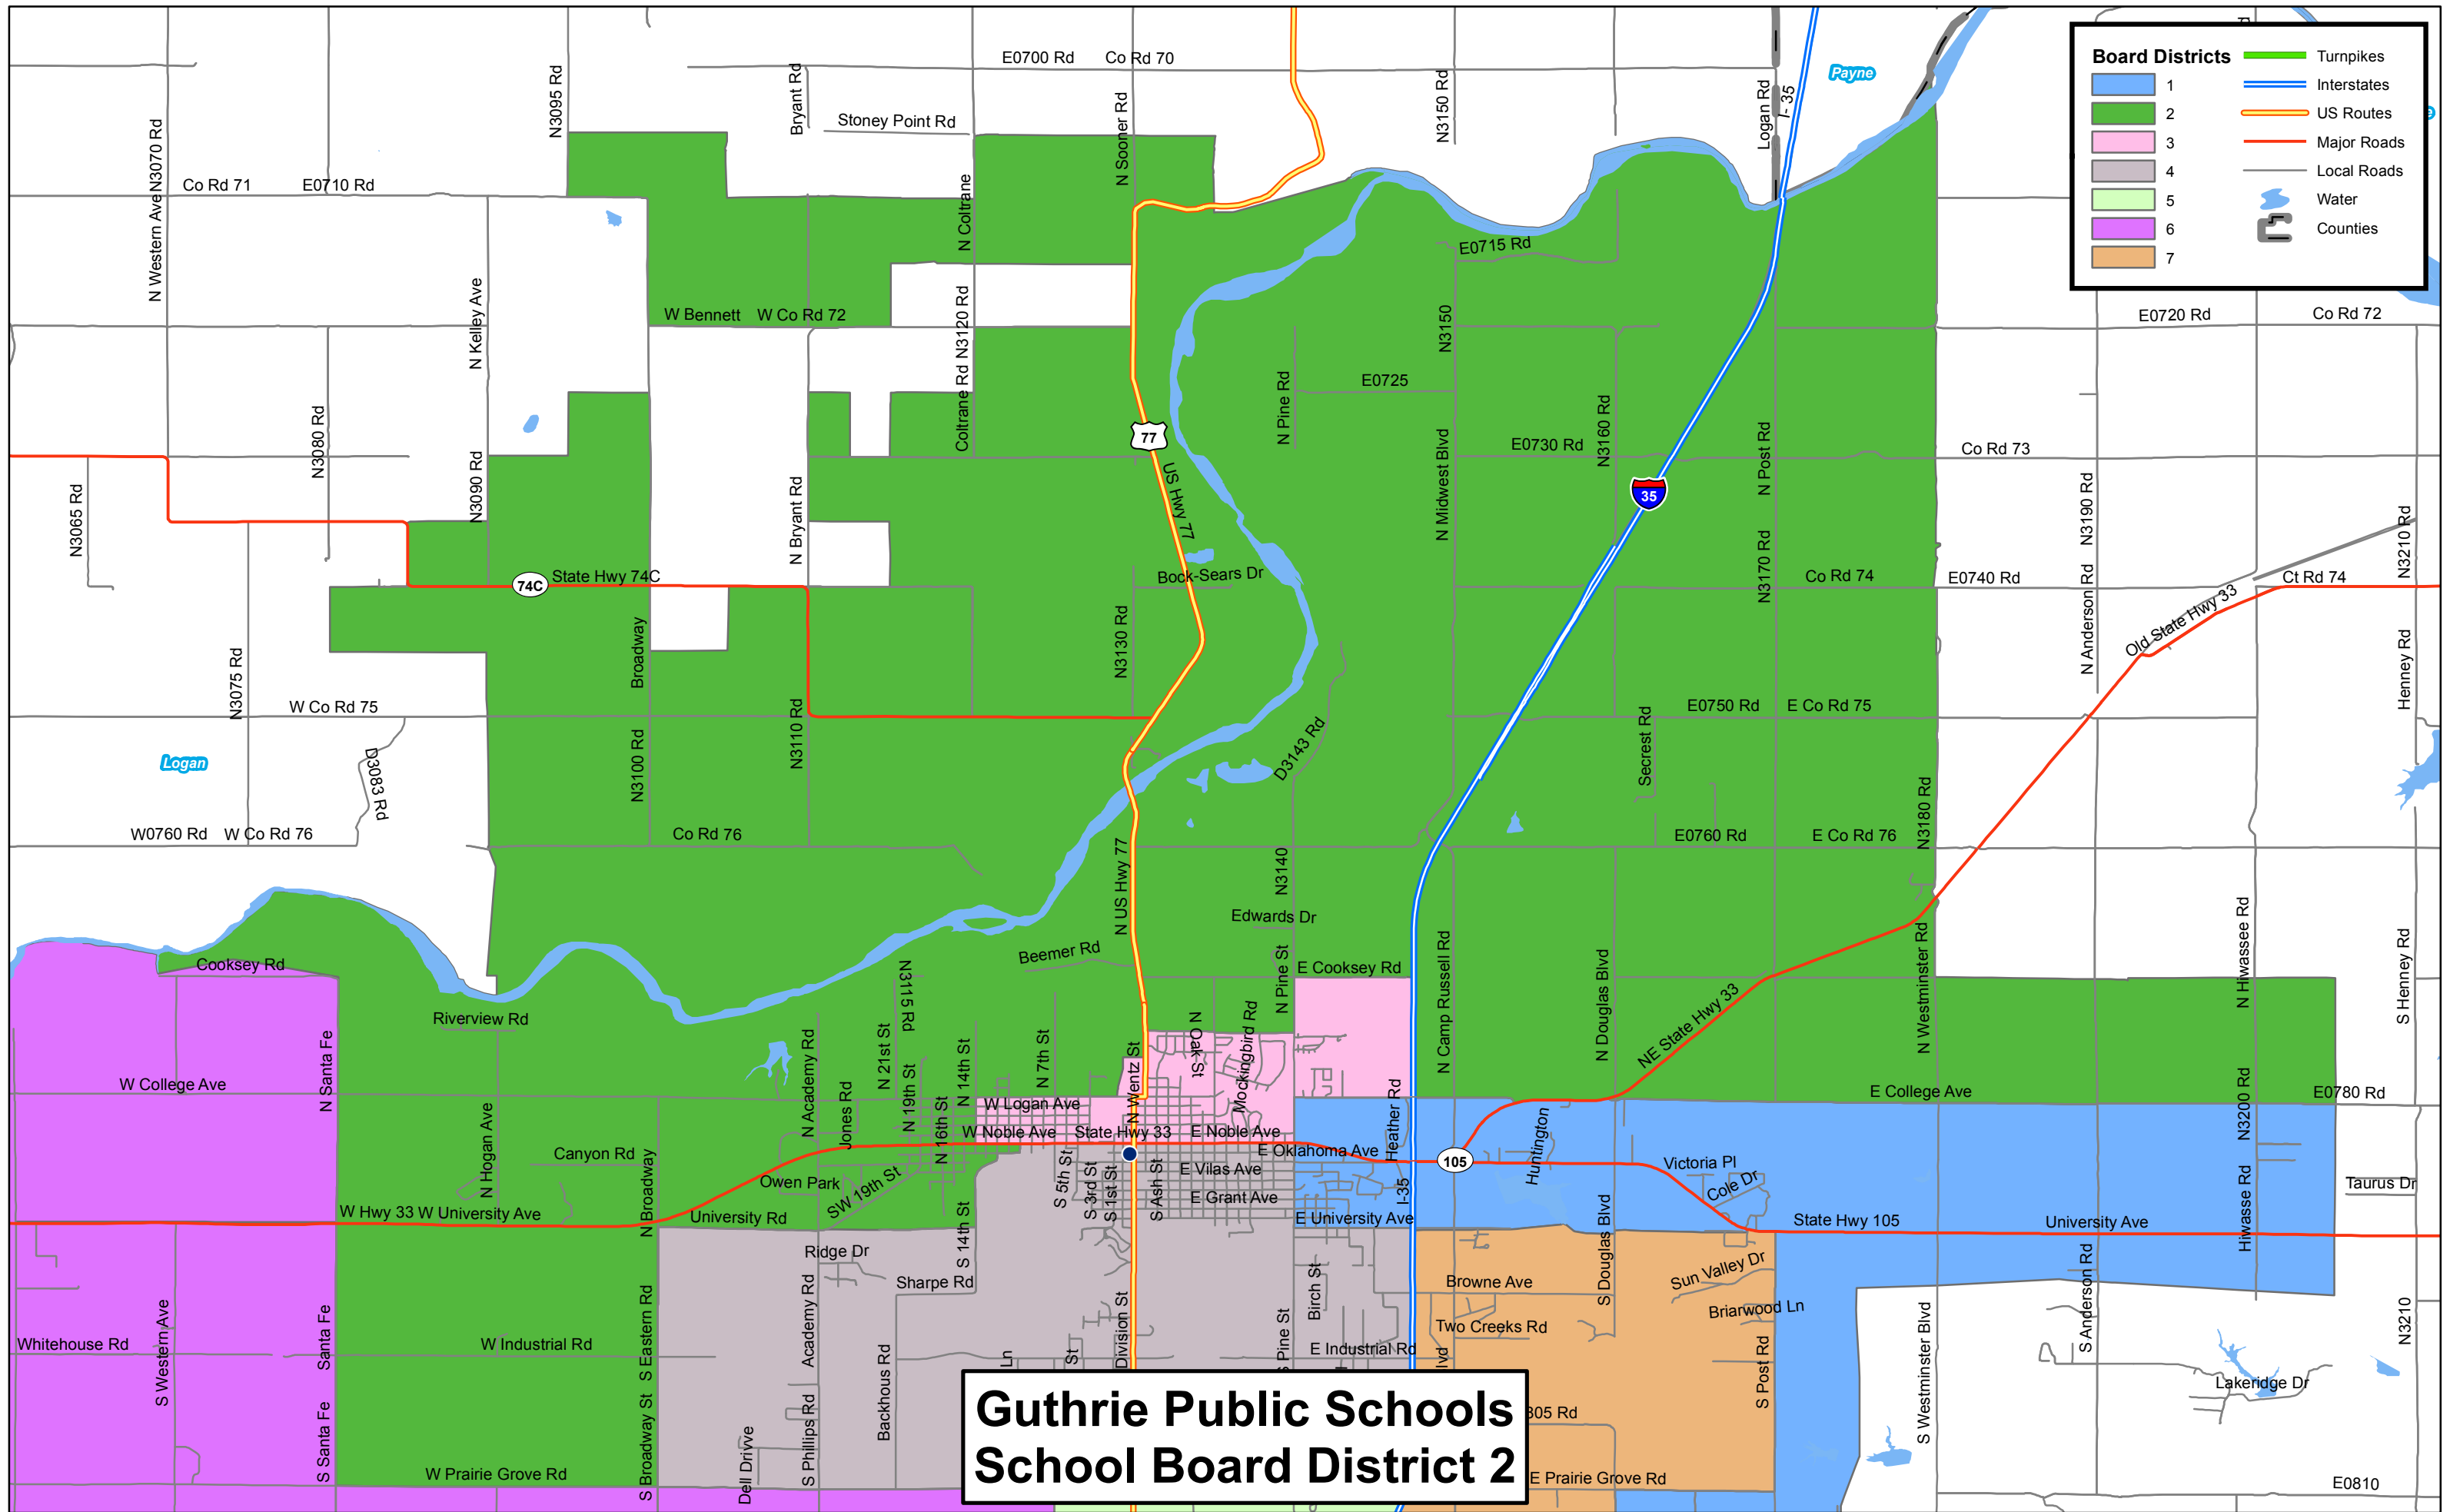 E0700 Rd
Co Rd 70
Payne
Board Districts
1
2
3
4
5
6
7
Turnpikes
Interstates
US Routes
Major Roads
Local Roads
Water
Counties
N3095 Rd
Bryant Rd
Stoney Point Rd
N Sooner Rd
N3150 Rd
Logan Rd
I- 35
N Western Ave
N3070 Rd
Co Rd 71
E0710 Rd
N Coltrane
E0715 Rd
N Kelley Ave
W Bennett
W Co Rd 72
N3120 Rd
Coltrane Rd
N3150
E0720 Rd
Co Rd 72
E0725
N Pine Rd
N3080 Rd
77
US Hwy 77
N Midwest Blvd
E0730 Rd
N3160 Rd
N Post Rd
Co Rd 73
N3065 Rd
N3090 Rd
N Bryant Rd
35
N3190 Rd
N3210 Rd
74C
State Hwy 74C
Bock-Sears Dr
N3170 Rd
Co Rd 74
E0740 Rd
Ct Rd 74
Old State Hwy 33
N Anderson Rd
N3075 Rd
Broadway
N3130 Rd
Henney Rd
W Co Rd 75
E0750 Rd
E Co Rd 75
Logan
D3083 Rd
N3100 Rd
N3110 Rd
D3143 Rd
Secrest Rd
W0760 Rd
W Co Rd 76
Co Rd 76
E0760 Rd
E Co Rd 76
N3180 Rd
N US Hwy 77
N3140
Edwards Dr
Beemer Rd
Cooksey Rd
E Cooksey Rd
N Pine St
N Camp Russell Rd
N Douglas Blvd
N Westminster Rd
N Hiwassee Rd
S Henney Rd
Riverview Rd
N3115 Rd
N Oak St
Mockingbird Rd
NE State Hwy 33
N Santa Fe
W College Ave
N Academy Rd
Jones Rd
N 21st St
N 19th St
N 16th St
N 14th St
N 7th St
N Wentz St
E College Ave
E0780 Rd
N3200 Rd
W Logan Ave
W Noble Ave
State Hwy 33
E Noble Ave
Heather Rd
Huntington
N Hogan Ave
Canyon Rd
N Broadway
E Oklahoma Ave
105
Victoria Pl
Cole Dr
Owen Park
SW 19th St
S 5th St
S 3rd St
S 1st St
S Ash St
E Vilas Ave
E Grant Ave
I-35
Taurus Dr
W Hwy 33
W University Ave
University Rd
E University Ave
State Hwy 105
University Ave
Hiwasse Rd
S 14th St
Ridge Dr
Sharpe Rd
Browne Ave
S Douglas Blvd
Sun Valley Dr
Briarwood Ln
S Anderson Rd
S Western Ave
Santa Fe
S Eastern Rd
Academy Rd
Division St
Birch St
Two Creeks Rd
Whitehouse Rd
W Industrial Rd
E Industrial Rd
S Post Rd
S Westminster Blvd
N3210
Lakeridge Dr
Backhous Rd
Ln
St
S Pine St
lvd
S Santa Fe
S Broadway St
Dell Drivve
S Phillips Rd
W Prairie Grove Rd
Guthrie Public Schools
School Board District 2
305 Rd
E Prairie Grove Rd
E0810